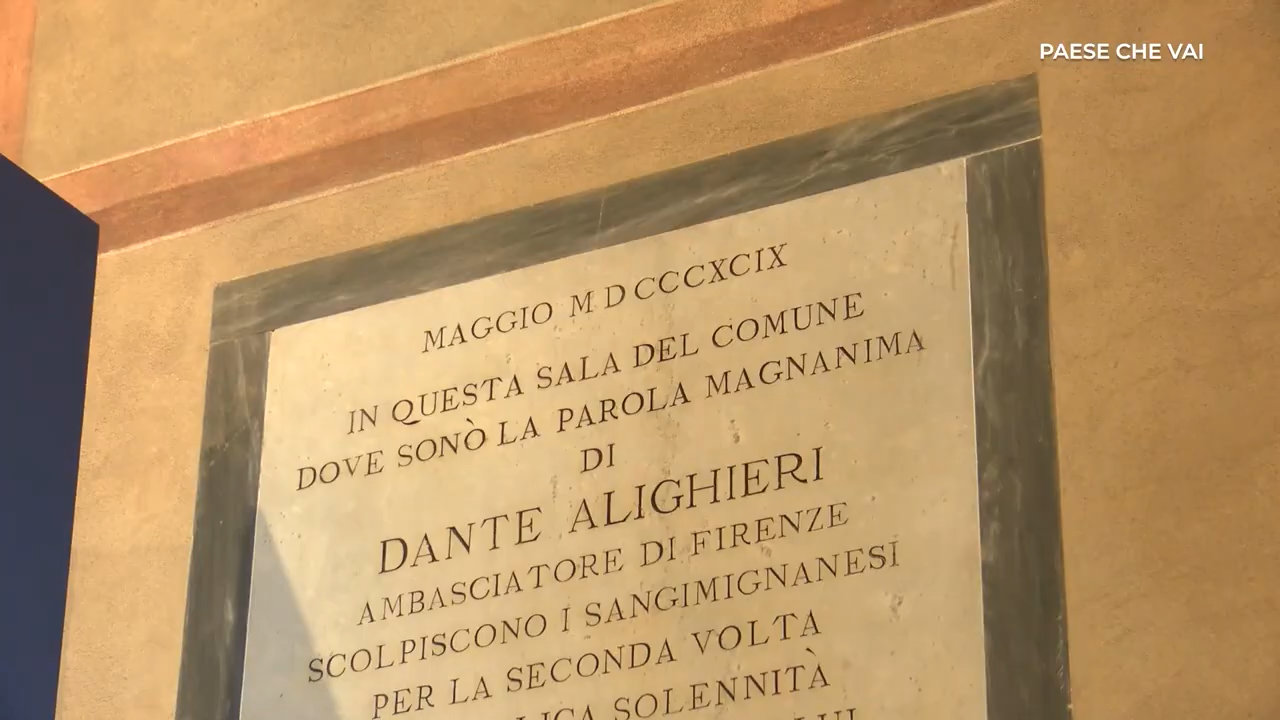 PAESE CHE VAI
MAGGIO MDCCCXCIX
IN QUESTA SALA DEL COMUNE
DOVE SONÒ LA PAROLA MAGNANIMA
DI
DANTE ALIGHIERI
AMBASCIATORE DI FIRENZE
SCOLPISCONO I SANGIMIGNANESI
PER LA SECONDA VOLTA
SOLENNITÀ